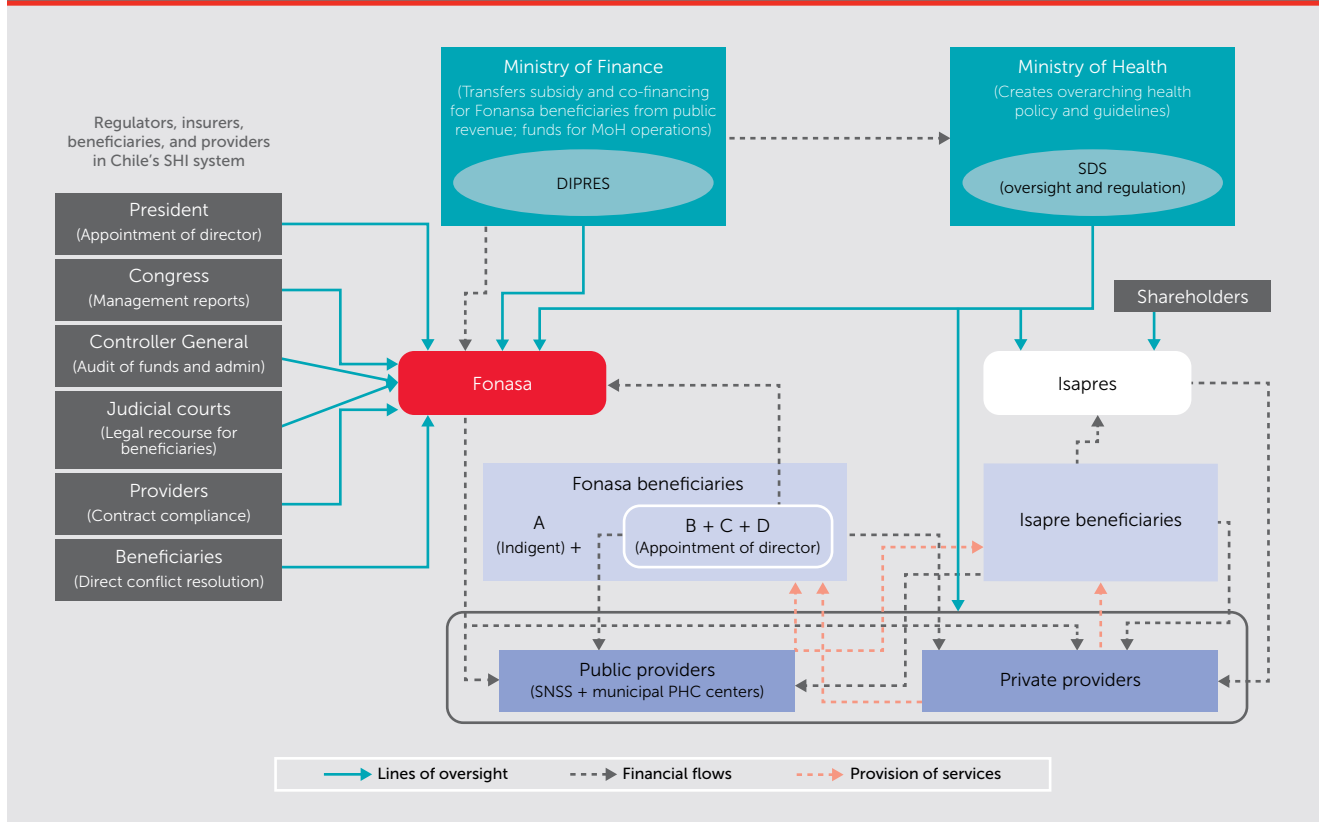 Regulators, insurers,
beneficiaries, and providers
in Chile's SHI system
President
(Appointment of director)
Congress
(Management reports)
Controller General
(Audit of funds and admin)
Judicial courts
(Legal recourse for
beneficiaries)
Providers
(Contract compliance)
Beneficiaries
(Direct conflict resolution)
Ministry of Finance
(Transfers subsidy and co-financing
for Fonansa beneficiaries from public
revenue; funds for MoH operations)
DIPRES
Ministry of Health
(Creates overarching health
policy and guidelines)
SDS
(oversight and regulation)
Shareholders
Fonasa
Isapres
Fonasa beneficiaries
A
(Indigent) +
B + C + D
(Appointment of director)
Isapre beneficiaries
Public providers
(SNSS + municipal PHC centers)
Private providers
Lines of oversight
Financial flows
Provision of services